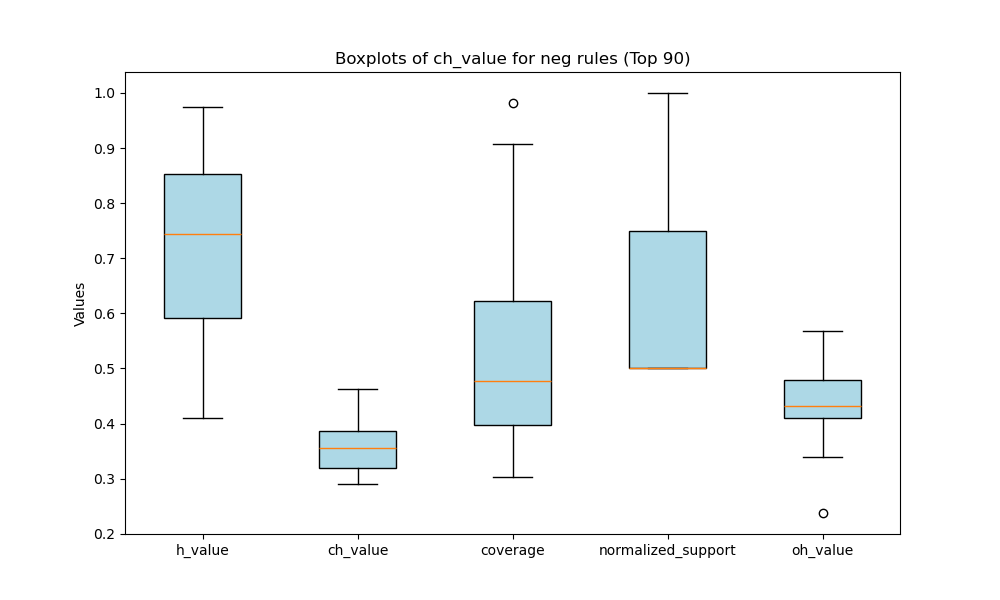 Boxplots of ch_value for neg rules (Top 90)
Values
1.0
0.9
0.8
0.7
0.6
0.5
0.4
0.3
0.2
h_value
ch_value
coverage
normalized_support
oh_value